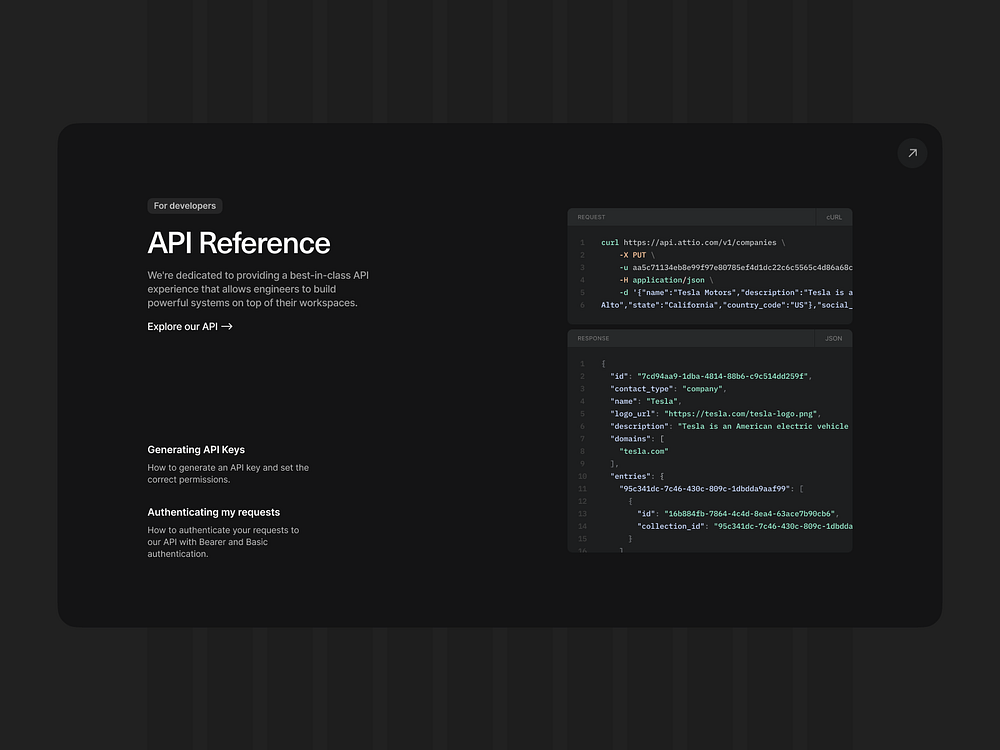 For developers
API Reference
We're dedicated to providing a best-in-class API
experience that allows engineers to build
powerful systems on top of their workspaces.
Explore our API →
Generating API Keys
How to generate an API key and set the
correct permissions.
Authenticating my requests
How to authenticate your requests to
our API with Bearer and Basic
authentication.
REQUEST cURL
1 curl https://api.attio.com/v1/companies \
2 -X PUT \
3 -u aa5c71134eb8e99f97e80785ef4d1dc22c6c5565c4d86a68c
4 -H application/json \
5 -d '{"name":"Tesla Motors","description":"Tesla is a
6 Alto","state":"California","country_code":"US"},"social_
RESPONSE JSON
1 {
2 "id": "7cd94aa9-1dba-4814-88b6-c9c514dd259f",
3 "contact_type": "company",
4 "name": "Tesla",
5 "logo_url": "https://tesla.com/tesla-logo.png",
6 "description": "Tesla is an American electric vehicle
7 "domains": [
8 "tesla.com"
9 ],
10 "entries": {
11 "95c341dc-7c46-430c-809c-1dbdda9aaf99": [
12 {
13 "id": "16b884fb-7864-4c4d-8ea4-63ace7b90cb6",
14 "collection_id": "95c341dc-7c46-430c-809c-1dbdda
15 }
16 ]